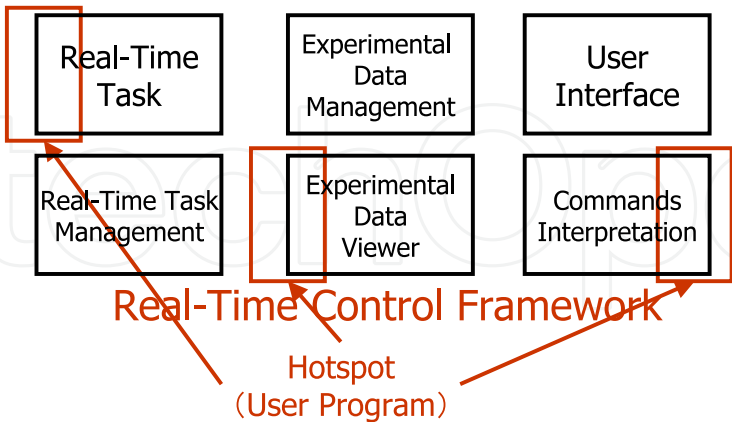 Real-Time
Task
Experimental
Data
Management
User
Interface
Real-Time Task
Management
Experimental
Data
Viewer
Commands
Interpretation
Real-Time Control Framework
Hotspot
（User Program）